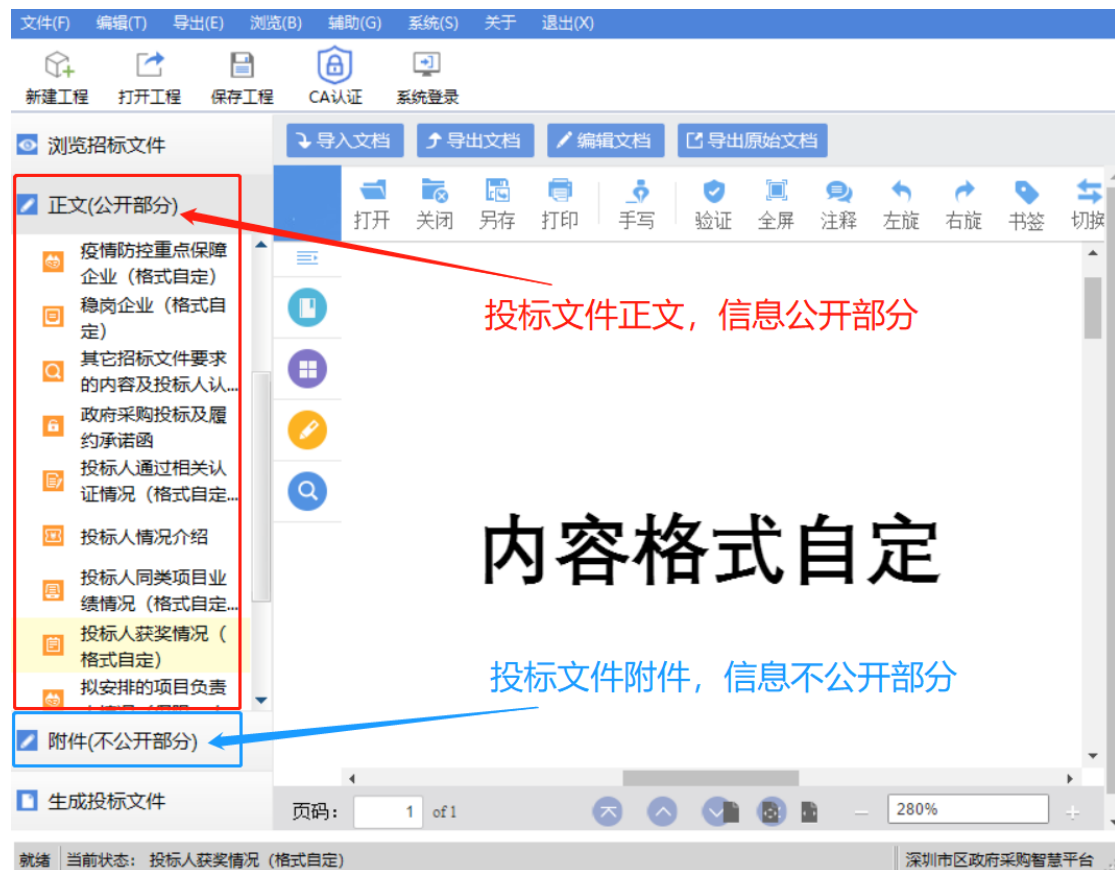 文件(F) 编辑(T) 导出(E) 浏览(B) 辅助(G) 系统(S) 关于 退出(X)
新建工程 打开工程 保存工程 CA认证 系统登录
浏览招标文件
导入文档 导出文档 编辑文档 导出原始文档
正文(公开部分)
打开 关闭 另存 打印 手写 验证 全屏 注释 左旋 右旋 书签 切换
疫情防控重点保障
企业（格式自定）
稳岗企业（格式自
定）
其它招标文件要求
的内容及投标人认...
政府采购投标及履
约承诺函
投标人通过相关认
证情况（格式自定...
投标人情况介绍
投标人同类项目业
绩情况（格式自定...
投标人获奖情况（
格式自定）
拟安排的项目负责
投标文件正文，信息公开部分
内容格式自定
投标文件附件，信息不公开部分
附件(不公开部分)
生成投标文件
页码： 1 of 1 280%
就绪 当前状态： 投标人获奖情况（格式自定） 深圳市区政府采购智慧平台